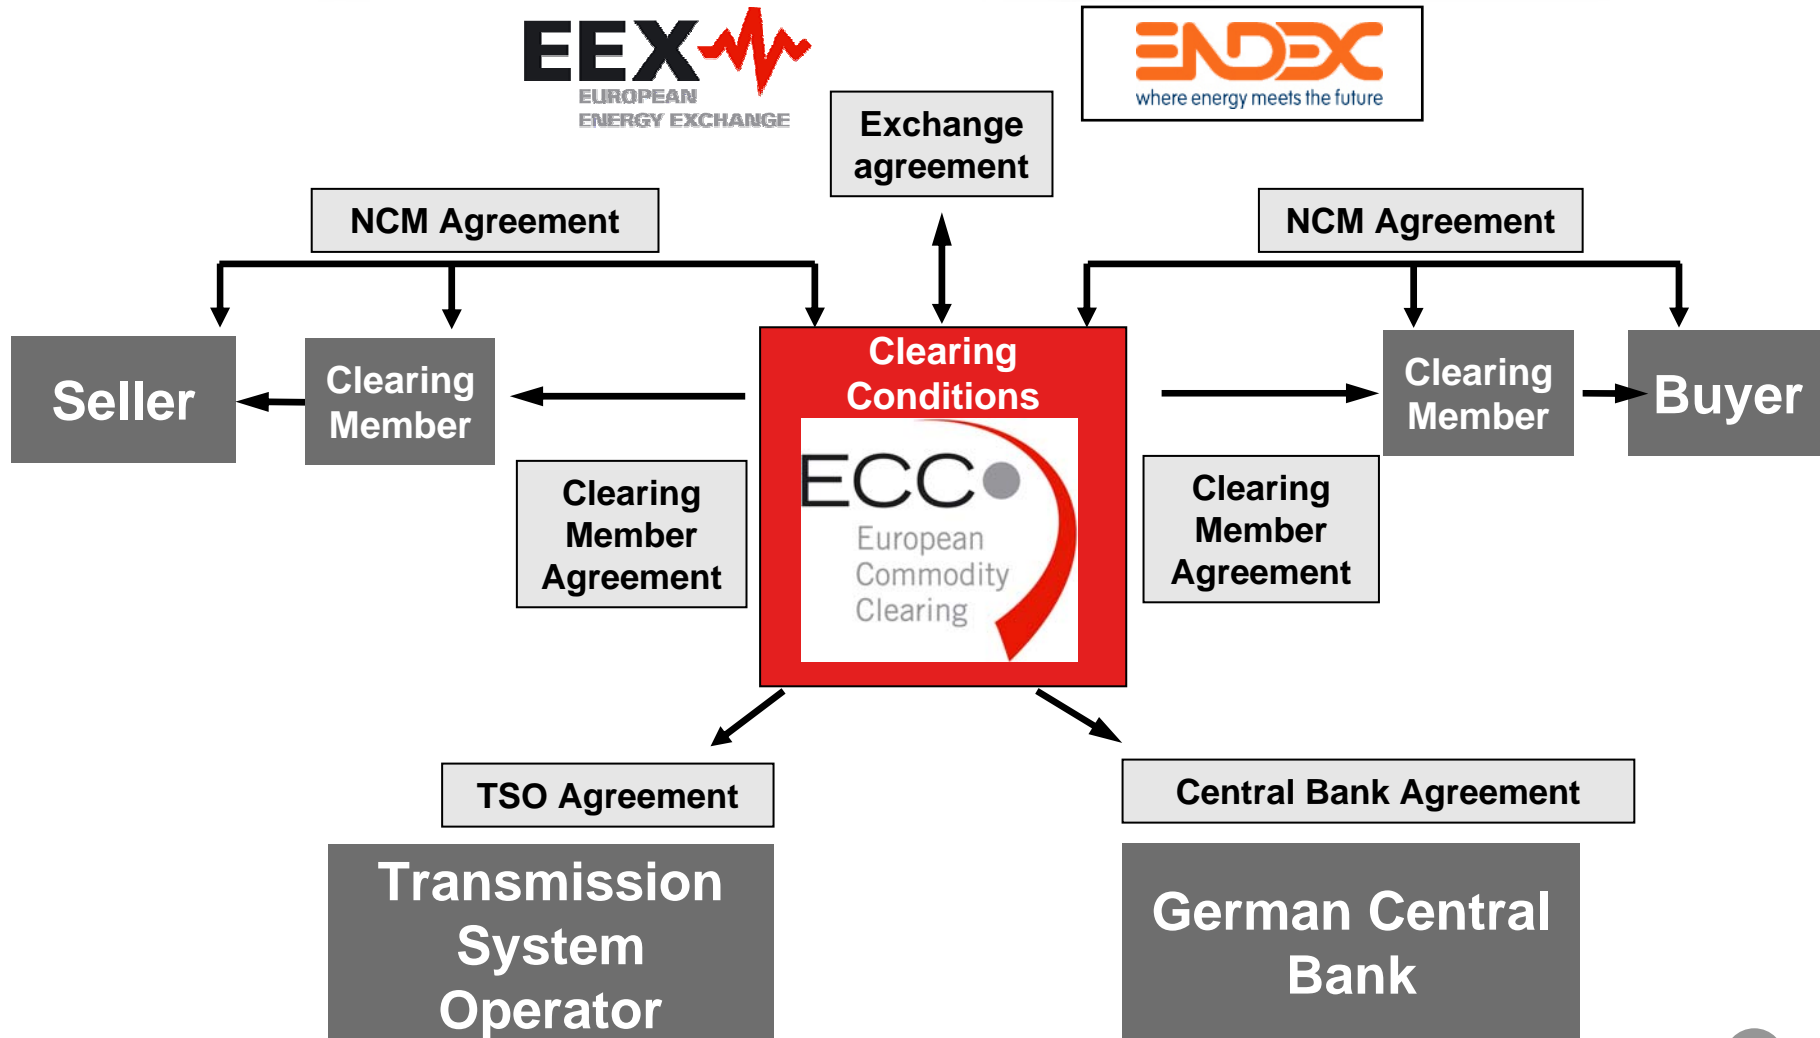 EEX
EUROPEAN
ENERGY EXCHANGE
ENDEX
where energy meets the future
Exchange
agreement
NCM Agreement
NCM Agreement
Seller
Clearing
Member
Clearing
Conditions
Clearing
Member
Buyer
ECC
European
Commodity
Clearing
Clearing
Member
Agreement
Clearing
Member
Agreement
TSO Agreement
Central Bank Agreement
Transmission
System
Operator
German Central
Bank